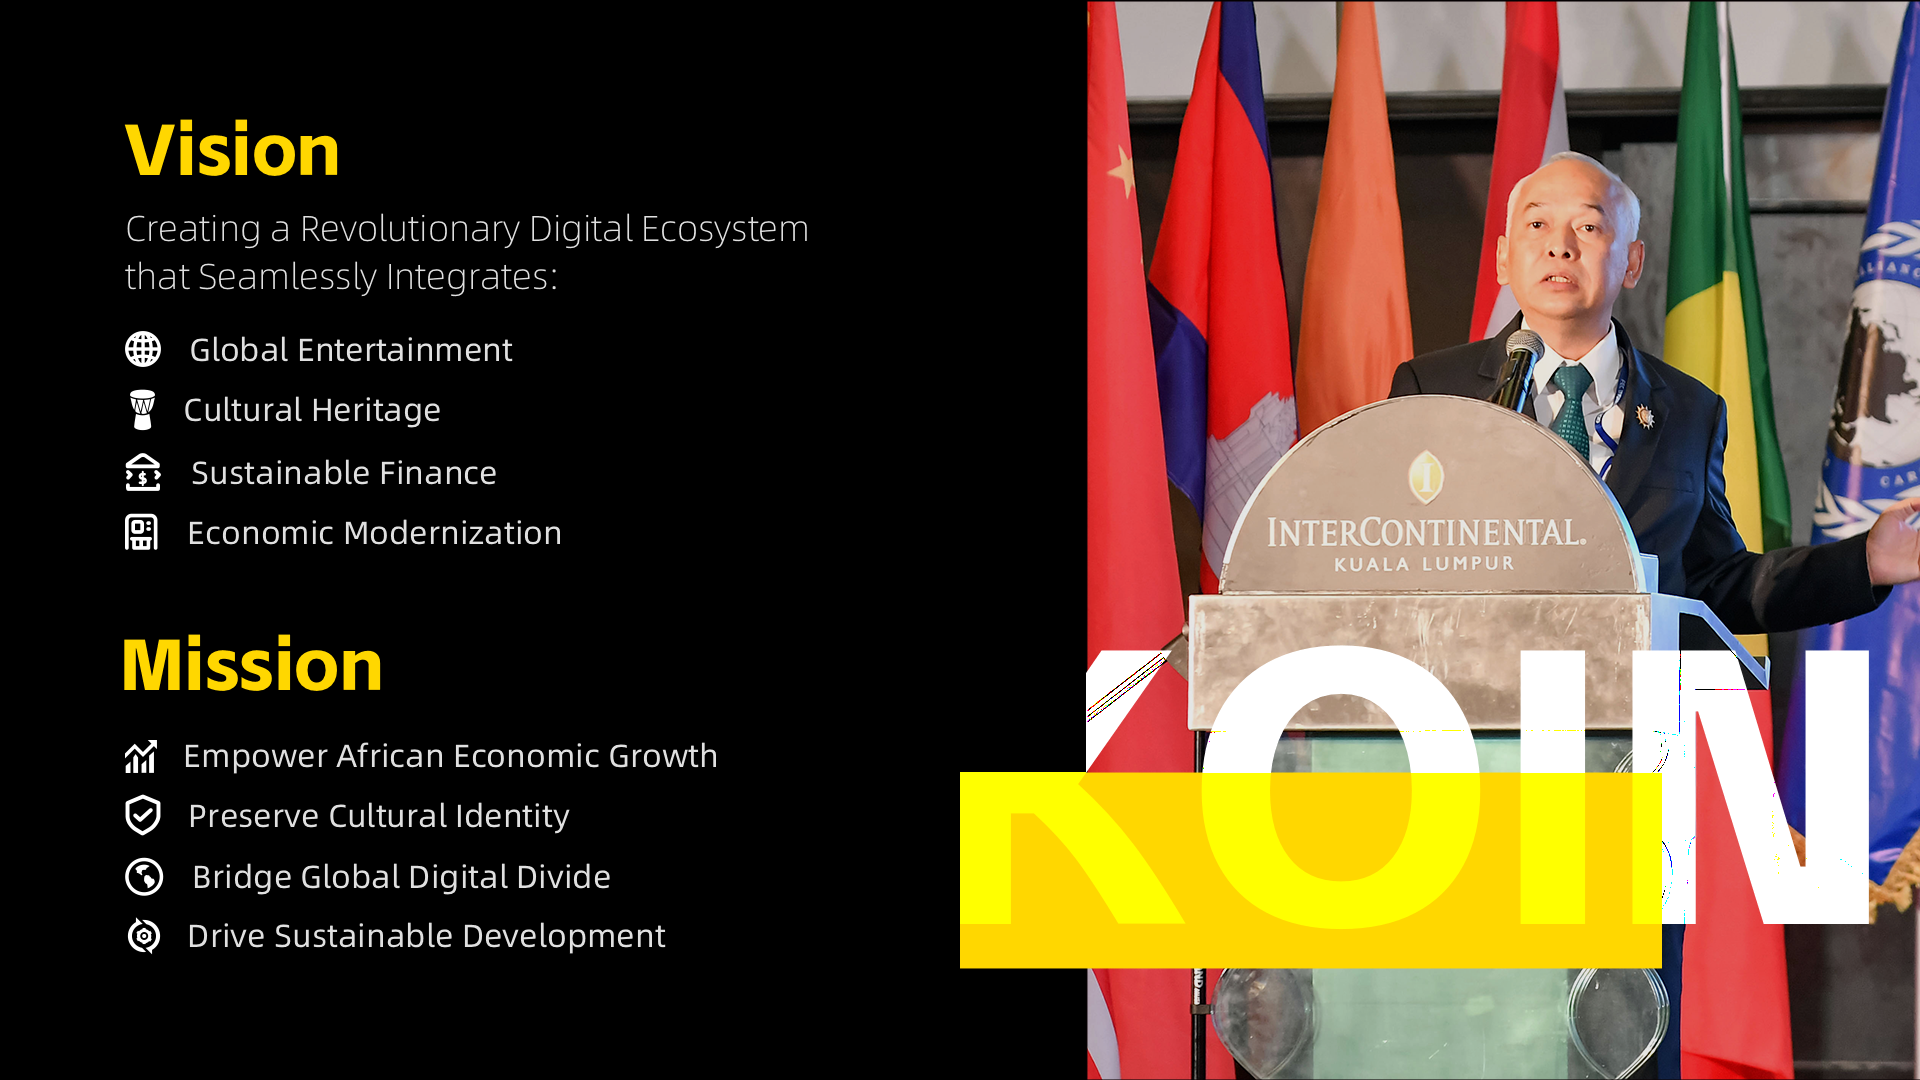 Vision
Creating a Revolutionary Digital Ecosystem
that Seamlessly Integrates:
Global Entertainment
Cultural Heritage
Sustainable Finance
Economic Modernization
Mission
Empower African Economic Growth
Preserve Cultural Identity
Bridge Global Digital Divide
Drive Sustainable Development
I
INTERCONTINENTAL.
KUALA LUMPUR
KOIN